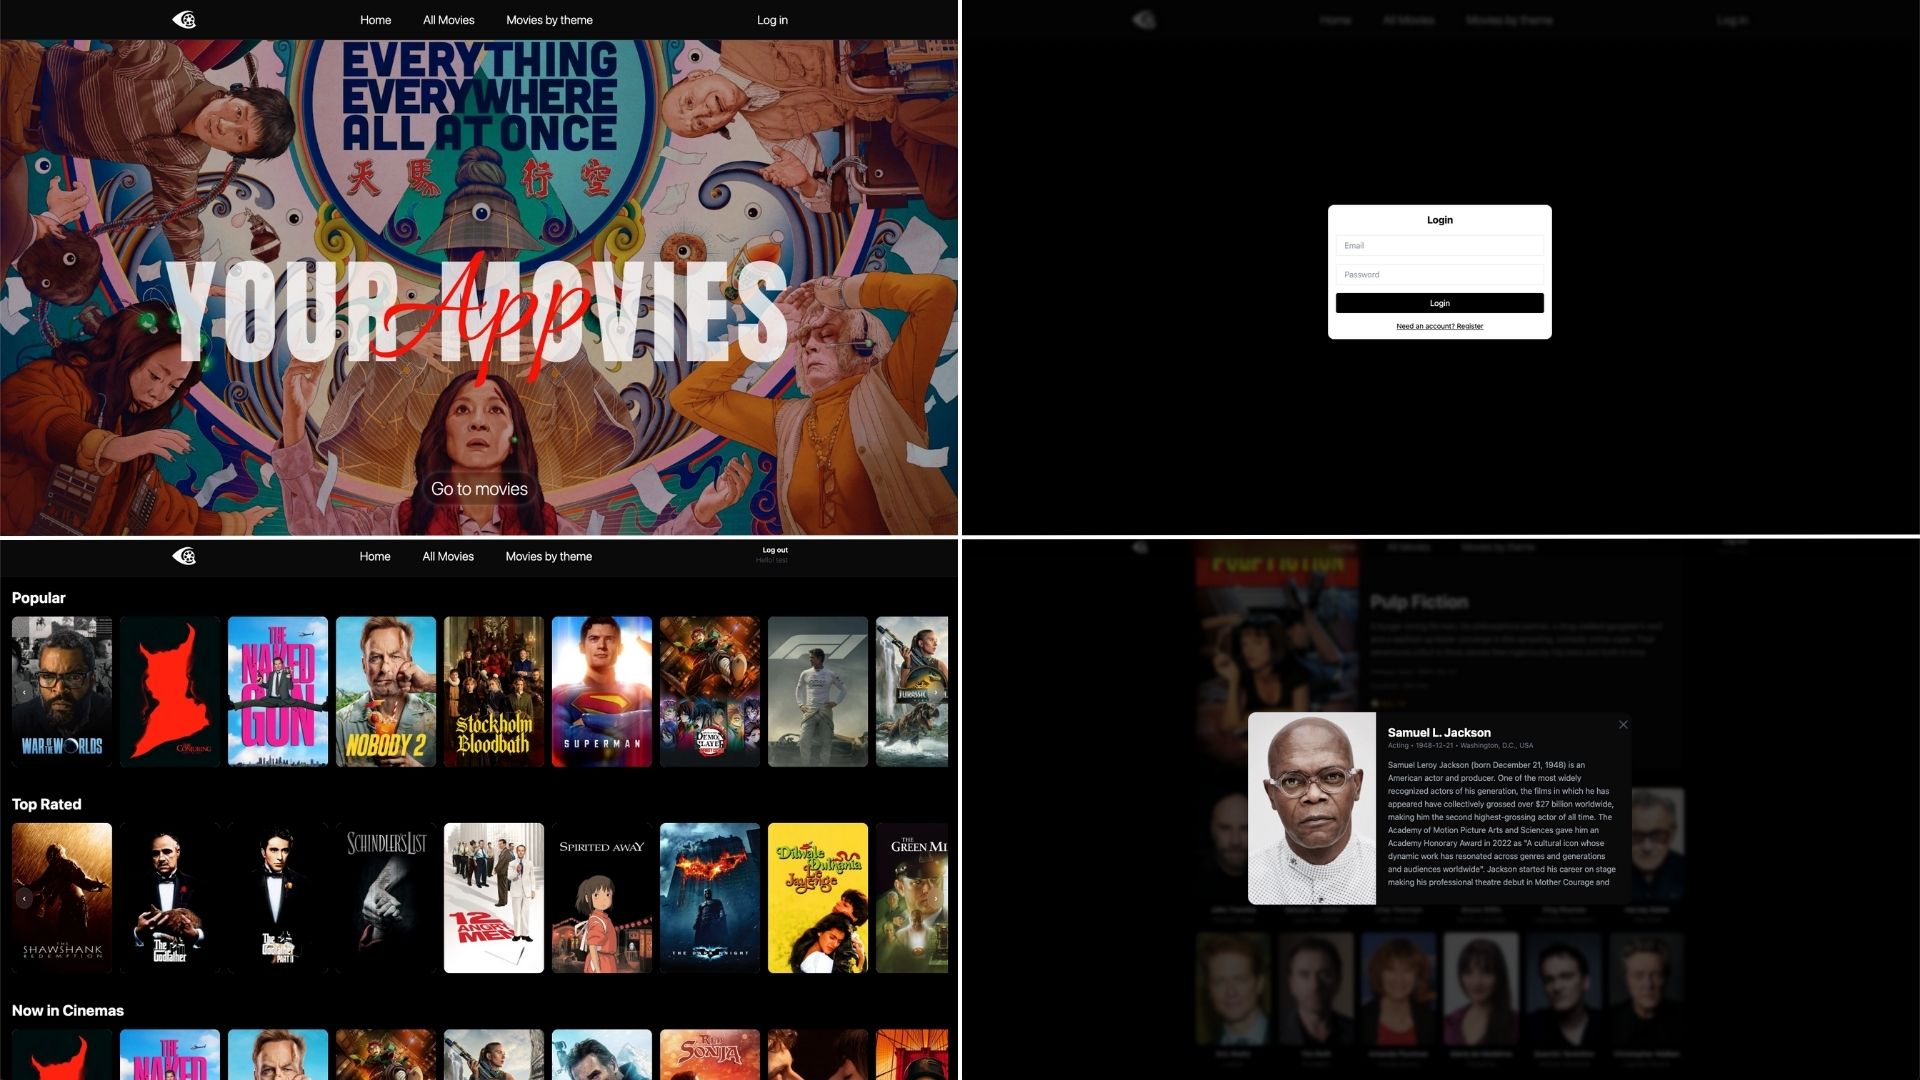 Home
All Movies
Movies by theme
Log in
EVERYTHING
EVERYWHERE
ALL AT ONCE
天馬行空
YOUR MOVIES
App
Go to movies
Home
All Movies
Movies by theme
Log in
Login
Email
Password
Login
Need an account? Register
Home
All Movies
Movies by theme
Log out
Hello! test
Popular
WAR OF THE WORLDS
THE CONJURING
THE NAKED GUN
NOBODY 2
Stockholm
Bloodbath
SUPERMAN
DEMON
SLAYER
JURASSIC
Top Rated
THE
SHAWSHANK
REDEMPTION
The
Godfather
The
Godfather
PART II
SCHINDLER'S LIST
12
ANGRY
MEN
SPIRITED AWAY
THE DARK KNIGHT
Dilwale
Dulhania
Le
Jayenge
THE
GREEN MI
Now in Cinemas
THE
NAKED
RED
SONJA
PULP FICTION
Home
All Movies
Movies by theme
Pulp Fiction
Samuel L. Jackson
Acting • 1948-12-21 • Washington, D.C., USA
Samuel Leroy Jackson (born December 21, 1948) is an
American actor and producer. One of the most widely
recognized actors of his generation, the films in which he has
appeared have collectively grossed over $27 billion worldwide,
making him the second highest-grossing actor of all time. The
Academy of Motion Picture Arts and Sciences gave him an
Academy Honorary Award in 2022 as "A cultural icon whose
dynamic work has resonated across genres and generations
and audiences worldwide". Jackson started his career on stage
making his professional theatre debut in Mother Courage and